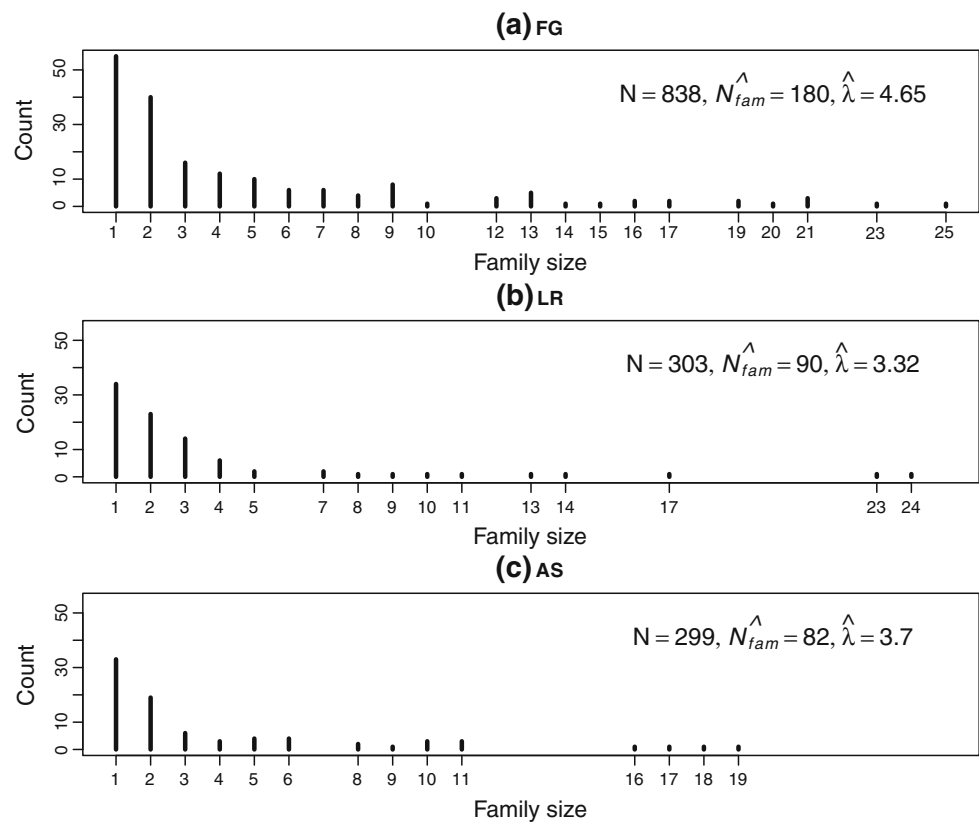 (a) FG
N = 838, N̂fam = 180, λ̂ = 4.65
Count
50
30
10
0
1 2 3 4 5 6 7 8 9 10 12 13 14 15 16 17 19 20 21 23 25
Family size
(b) LR
N = 303, N̂fam = 90, λ̂ = 3.32
Count
50
30
10
0
1 2 3 4 5 7 8 9 10 11 13 14 17 23 24
Family size
(c) AS
N = 299, N̂fam = 82, λ̂ = 3.7
Count
50
30
10
0
1 2 3 4 5 6 8 9 10 11 16 17 18 19
Family size